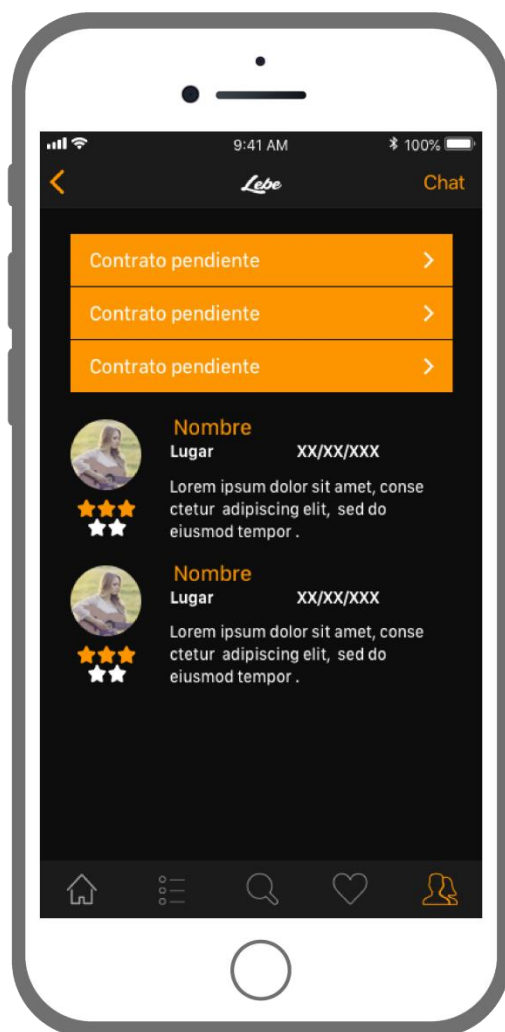 9:41 AM
100%
Lebe
Chat
Contrato pendiente
Contrato pendiente
Contrato pendiente
Nombre
Lugar XX/XX/XXX
Lorem ipsum dolor sit amet, conse
ctetur adipiscing elit, sed do
eiusmod tempor .
Nombre
Lugar XX/XX/XXX
Lorem ipsum dolor sit amet, conse
ctetur adipiscing elit, sed do
eiusmod tempor .